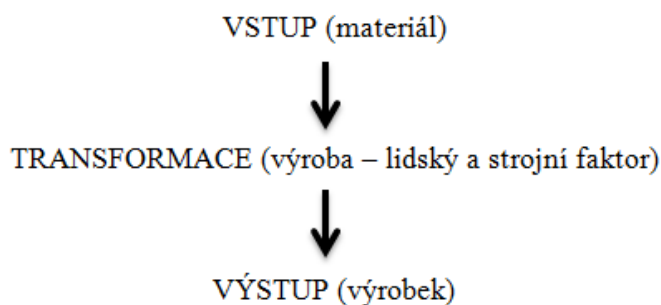 VSTUP (materiál)
TRANSFORMACE (výroba – lidský a strojní faktor)
VÝSTUP (výrobek)